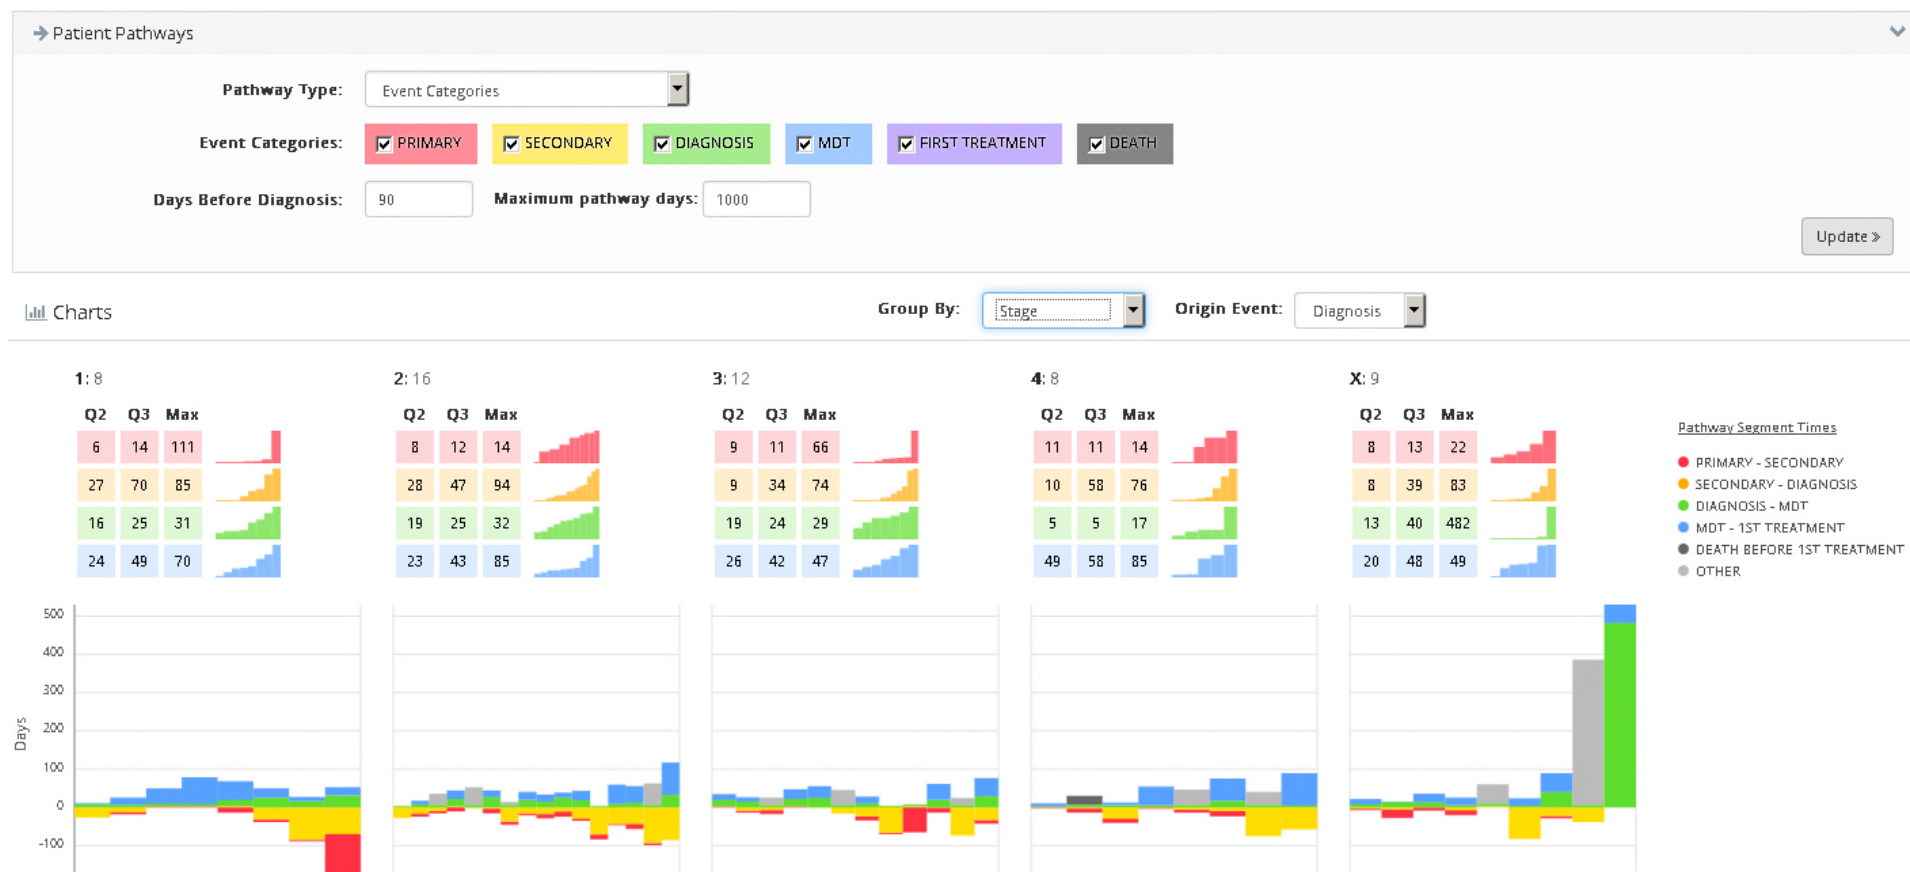 Patient Pathways
Pathway Type: Event Categories
Event Categories: PRIMARY SECONDARY DIAGNOSIS MDT FIRST TREATMENT DEATH
Days Before Diagnosis: 90 Maximum pathway days: 1000
Update »
Charts Group By: Stage Origin Event: Diagnosis
1: 8 2: 16 3: 12 4: 8 X: 9
Q2 Q3 Max Q2 Q3 Max Q2 Q3 Max Q2 Q3 Max Q2 Q3 Max
6 14 111 8 12 14 9 11 66 11 11 14 8 13 22
27 70 85 28 47 94 9 34 74 10 58 76 8 39 83
16 25 31 19 25 32 19 24 29 5 5 17 13 40 482
24 49 70 23 43 85 26 42 47 49 58 85 20 48 49
Pathway Segment Times
PRIMARY - SECONDARY
SECONDARY - DIAGNOSIS
DIAGNOSIS - MDT
MDT - 1ST TREATMENT
DEATH BEFORE 1ST TREATMENT
OTHER
Days
500
400
300
200
100
0
-100